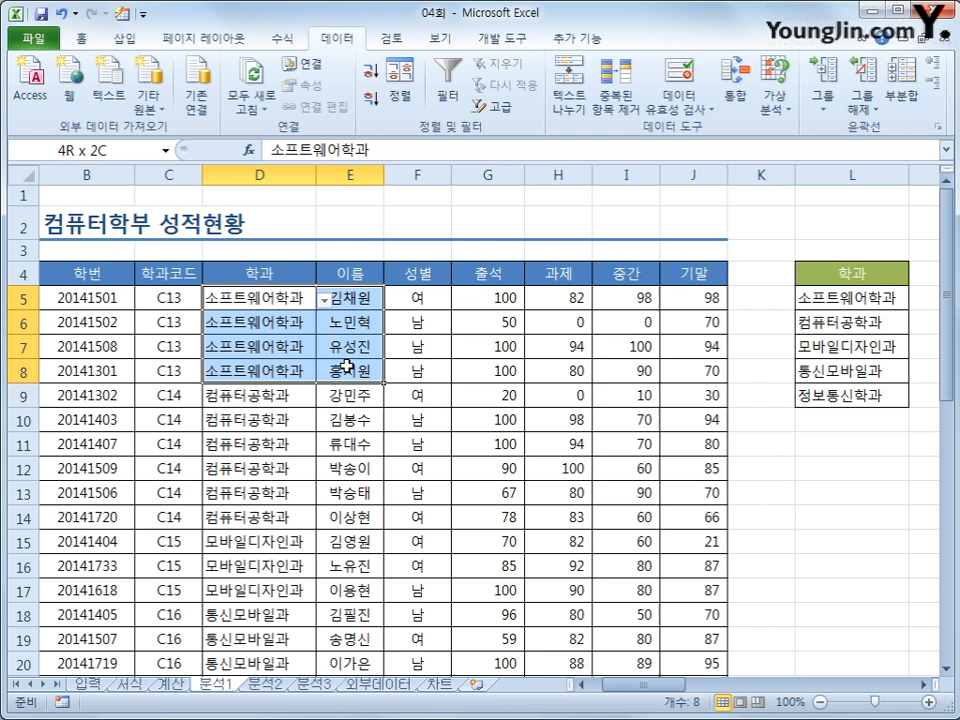 04회 - Microsoft Excel
Younglin.com Y.
파일 홈 삽입 페이지 레이아웃 수식 데이터 검토 보기 개발 도구 추가 기능
Access 웹 텍스트 기타 원본 기존 연결
외부 데이터 가져오기
모두 새로 고침 연결 속성 연결 편집
연결
정렬 필터 지우기 다시 적용 고급
정렬 및 필터
텍스트 나누기 중복된 항목 제거 데이터 유효성 검사 통합 가상 분석
데이터 도구
그룹 그룹 해제 부분합
윤곽선
4R x 2C fx 소프트웨어학과
B C D E F G H I J K L
1
2 컴퓨터학부 성적현황
3
4 학번 학과코드 학과 이름 성별 출석 과제 중간 기말 학과
5 20141501 C13 소프트웨어학과 김채원 여 100 82 98 98 소프트웨어학과
6 20141502 C13 소프트웨어학과 노민혁 남 50 0 0 70 컴퓨터공학과
7 20141508 C13 소프트웨어학과 유성진 남 100 94 100 94 모바일디자인과
8 20141301 C13 소프트웨어학과 남 100 80 90 70 통신모바일과
9 20141302 C14 컴퓨터공학과 강민주 여 20 0 10 30 정보통신학과
10 20141403 C14 컴퓨터공학과 김봉수 남 100 98 70 94
11 20141407 C14 컴퓨터공학과 류대수 남 100 94 70 80
12 20141509 C14 컴퓨터공학과 박송이 여 90 100 60 85
13 20141506 C14 컴퓨터공학과 박승태 남 67 80 90 70
14 20141720 C14 컴퓨터공학과 이상현 여 78 83 60 66
15 20141404 C15 모바일디자인과 김영원 남 70 82 60 21
16 20141733 C15 모바일디자인과 노유진 여 85 92 80 87
17 20141618 C15 모바일디자인과 이용현 남 100 90 80 87
18 20141405 C16 통신모바일과 김필진 남 96 80 50 70
19 20141507 C16 통신모바일과 송명신 여 59 82 80 87
20 20141719 C16 통신모바일과 이가은 남 100 88 89 95
입력 서식 계산 분석1 분석2 분석3 외부데이터 차트
준비 개수: 8 100%